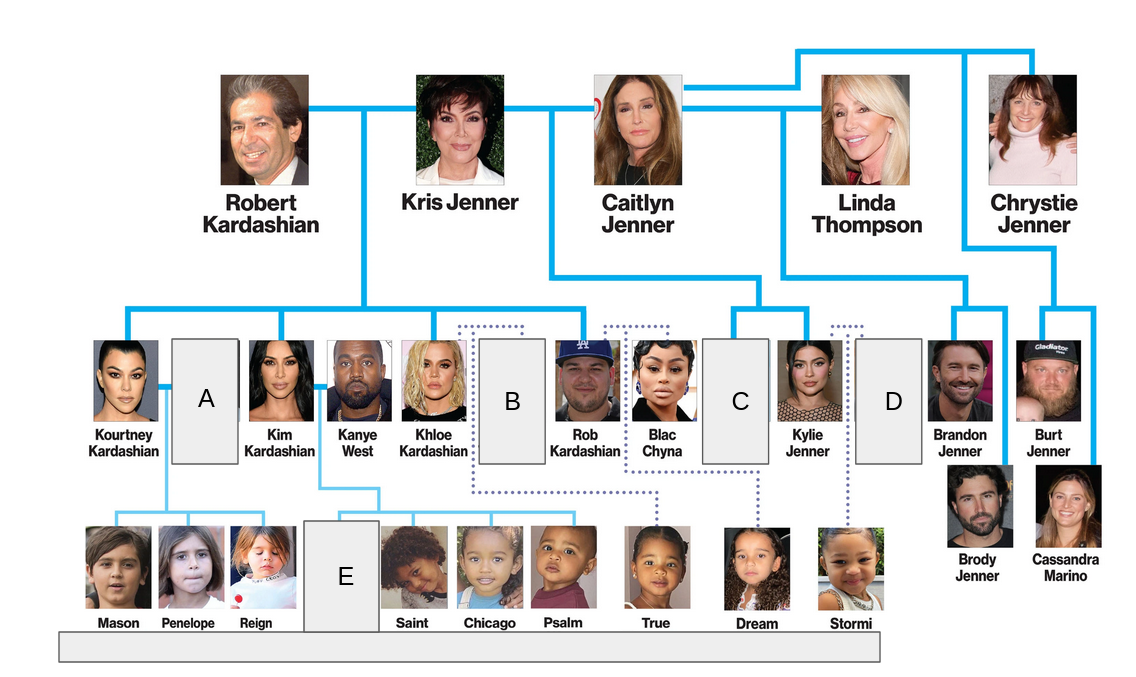 Robert
Kardashian
Kris Jenner
Caitlyn
Jenner
Linda
Thompson
Chrystie
Jenner
Kourtney
Kardashian
A
Kim
Kardashian
Kanye
West
Khloe
Kardashian
B
Rob
Kardashian
Blac
Chyna
C
Kylie
Jenner
D
Brandon
Jenner
Gladiator
Burt
Jenner
Brody
Jenner
Cassandra
Marino
Mason
Penelope
Reign
E
Saint
Chicago
Psalm
True
Dream
Stormi